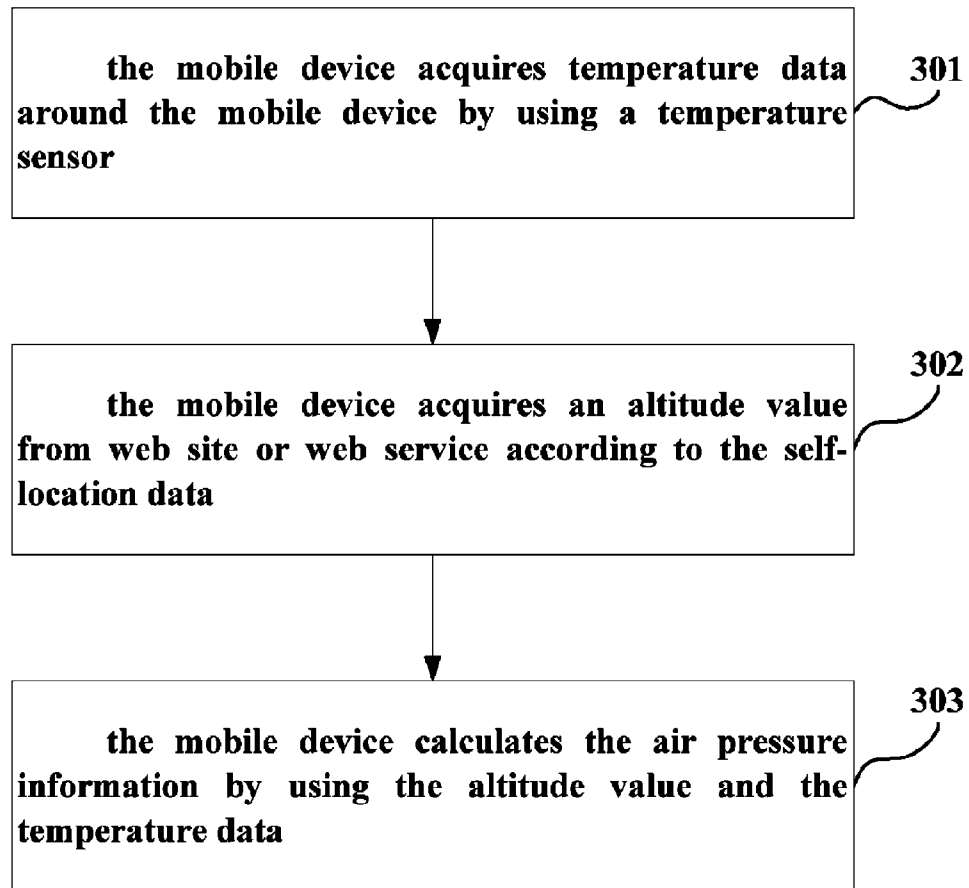 the mobile device acquires temperature data
around the mobile device by using a temperature
sensor
301
the mobile device acquires an altitude value
from web site or web service according to the self-
location data
302
the mobile device calculates the air pressure
information by using the altitude value and the
temperature data
303